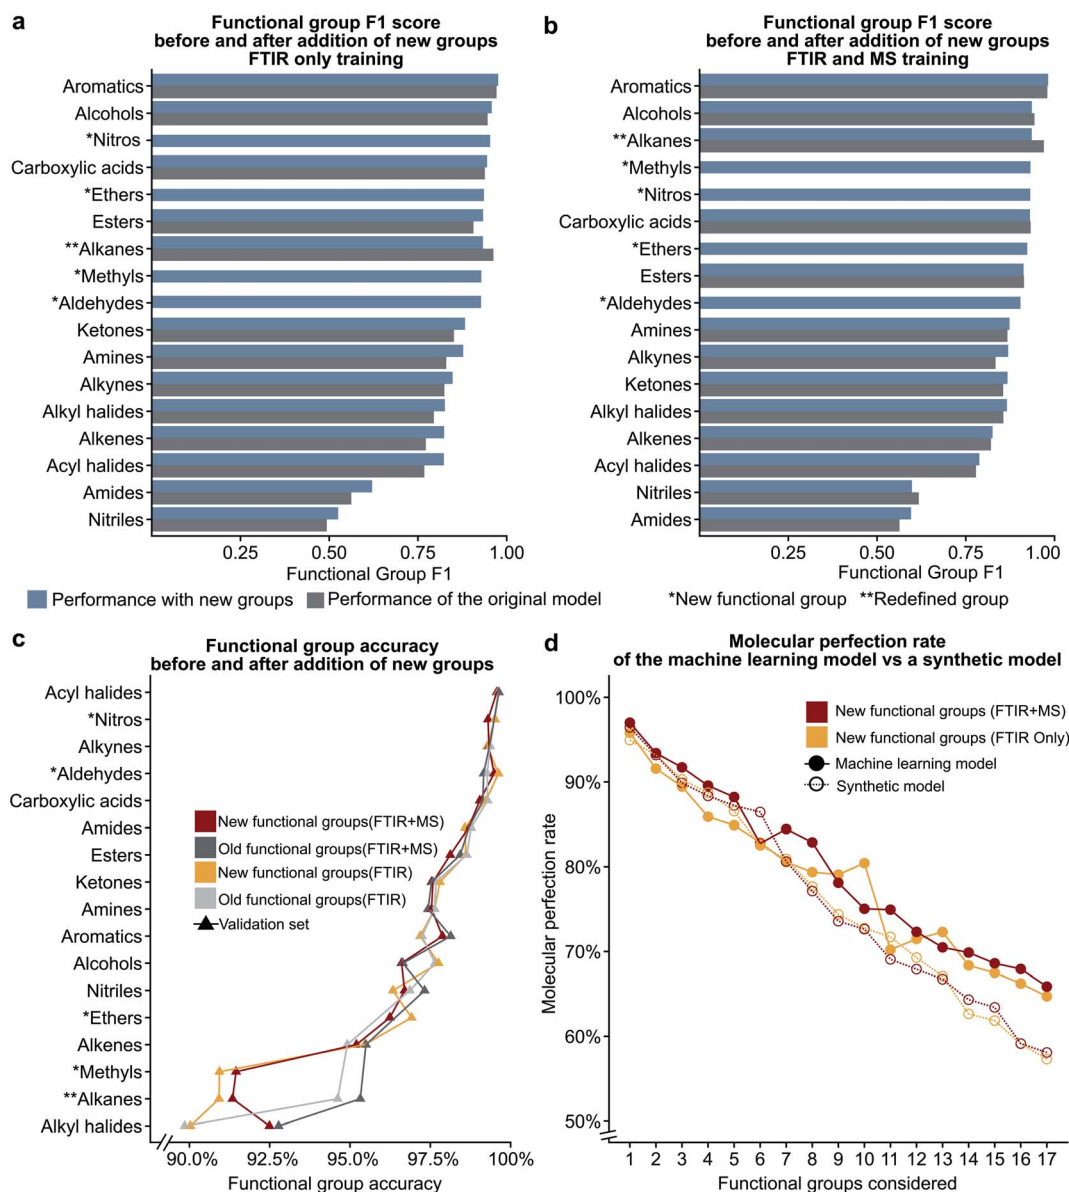 a
Functional group F1 score
before and after addition of new groups
FTIR only training
Aromatics
Alcohols
*Nitros
Carboxylic acids
*Ethers
Esters
**Alkanes
*Methyls
*Aldehydes
Ketones
Amines
Alkynes
Alkyl halides
Alkenes
Acyl halides
Amides
Nitriles
0.25 0.50 0.75 1.00
Functional Group F1
b
Functional group F1 score
before and after addition of new groups
FTIR and MS training
Aromatics
Alcohols
**Alkanes
*Methyls
*Nitros
Carboxylic acids
*Ethers
Esters
*Aldehydes
Amines
Alkynes
Ketones
Alkyl halides
Alkenes
Acyl halides
Nitriles
Amides
0.25 0.50 0.75 1.00
Functional Group F1
Performance with new groups Performance of the original model *New functional group **Redefined group
c
Functional group accuracy
before and after addition of new groups
Acyl halides
*Nitros
Alkynes
*Aldehydes
Carboxylic acids
Amides
Esters
Ketones
Amines
Aromatics
Alcohols
Nitriles
*Ethers
Alkenes
*Methyls
**Alkanes
Alkyl halides
New functional groups(FTIR+MS)
Old functional groups(FTIR+MS)
New functional groups(FTIR)
Old functional groups(FTIR)
Validation set
90.0% 92.5% 95.0% 97.5% 100%
Functional group accuracy
d
Molecular perfection rate
of the machine learning model vs a synthetic model
100%
90%
80%
70%
60%
50%
Molecular perfection rate
New functional groups (FTIR+MS)
New functional groups (FTIR Only)
Machine learning model
Synthetic model
1 2 3 4 5 6 7 8 9 10 11 12 13 14 15 16 17
Functional groups considered